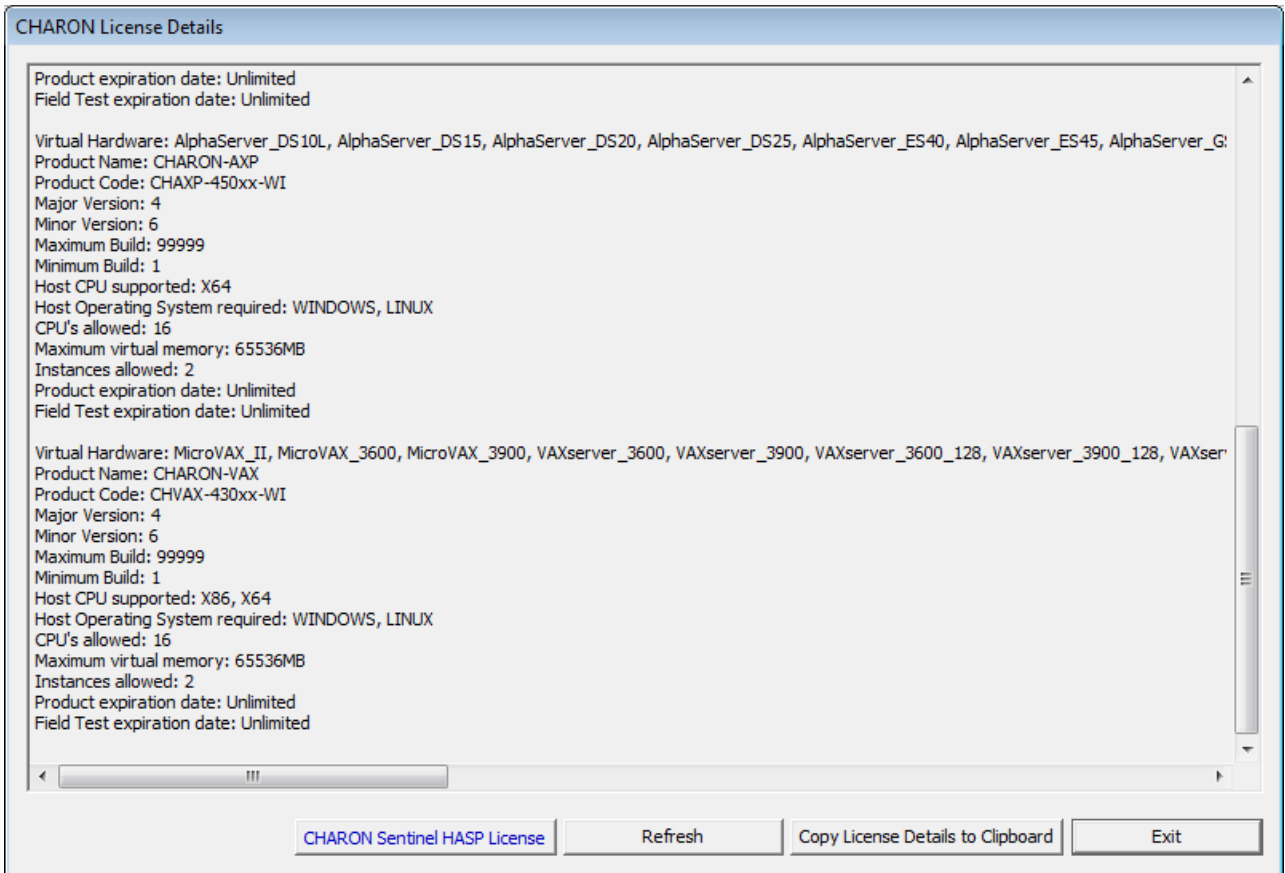 CHARON License Details
Product expiration date: Unlimited
Field Test expiration date: Unlimited
Virtual Hardware: AlphaServer_DS10L, AlphaServer_DS15, AlphaServer_DS20, AlphaServer_DS25, AlphaServer_ES40, AlphaServer_ES45, AlphaServer_G
Product Name: CHARON-AXP
Product Code: CHAXP-450xx-WI
Major Version: 4
Minor Version: 6
Maximum Build: 99999
Minimum Build: 1
Host CPU supported: X64
Host Operating System required: WINDOWS, LINUX
CPU's allowed: 16
Maximum virtual memory: 65536MB
Instances allowed: 2
Product expiration date: Unlimited
Field Test expiration date: Unlimited
Virtual Hardware: MicroVAX_II, MicroVAX_3600, MicroVAX_3900, VAXserver_3600, VAXserver_3900, VAXserver_3600_128, VAXserver_3900_128, VAXser
Product Name: CHARON-VAX
Product Code: CHVAX-430xx-WI
Major Version: 4
Minor Version: 6
Maximum Build: 99999
Minimum Build: 1
Host CPU supported: X86, X64
Host Operating System required: WINDOWS, LINUX
CPU's allowed: 16
Maximum virtual memory: 65536MB
Instances allowed: 2
Product expiration date: Unlimited
Field Test expiration date: Unlimited
CHARON Sentinel HASP License
Refresh
Copy License Details to Clipboard
Exit